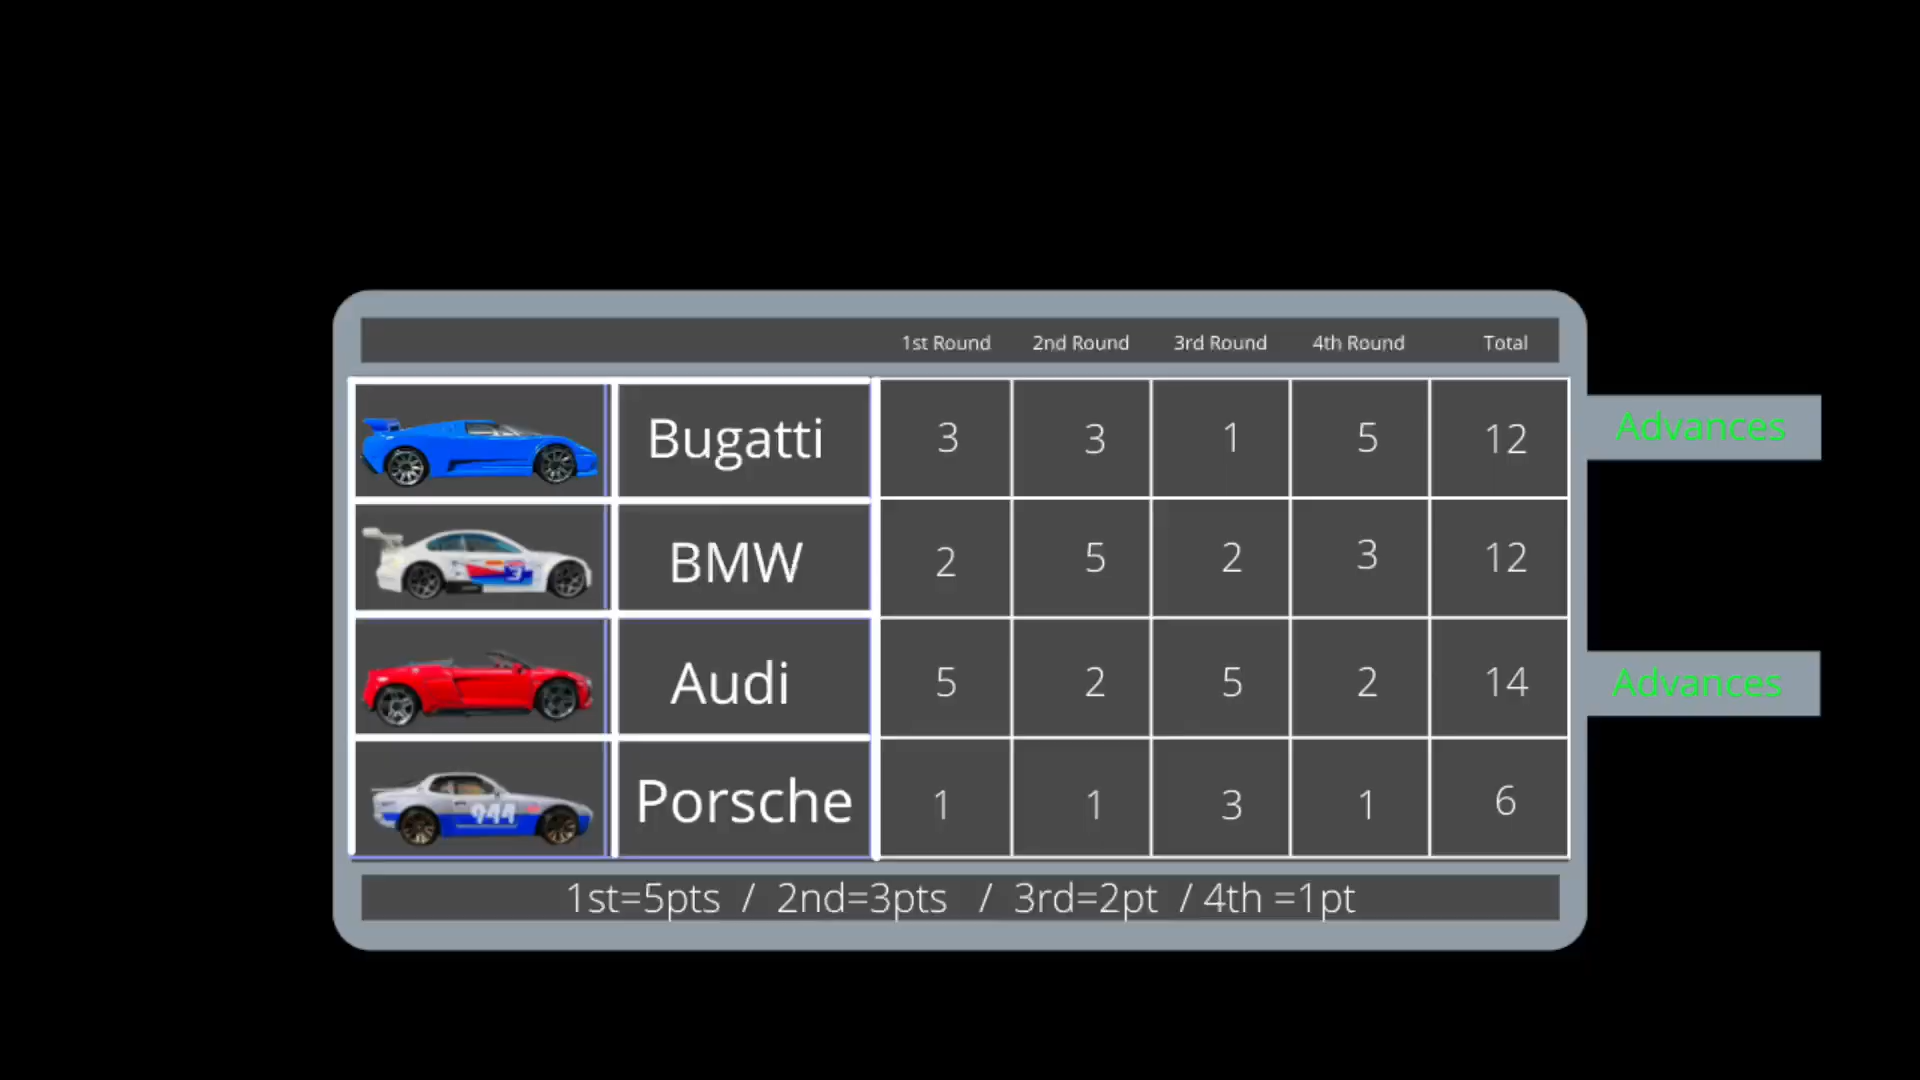 1st Round 2nd Round 3rd Round 4th Round Total
Bugatti 3 3 1 5 12 Advances
3 BMW 2 5 2 3 12
Audi 5 2 5 2 14 Advances
944 Porsche 1 1 3 1 6
1st=5pts / 2nd=3pts / 3rd=2pt / 4th =1pt